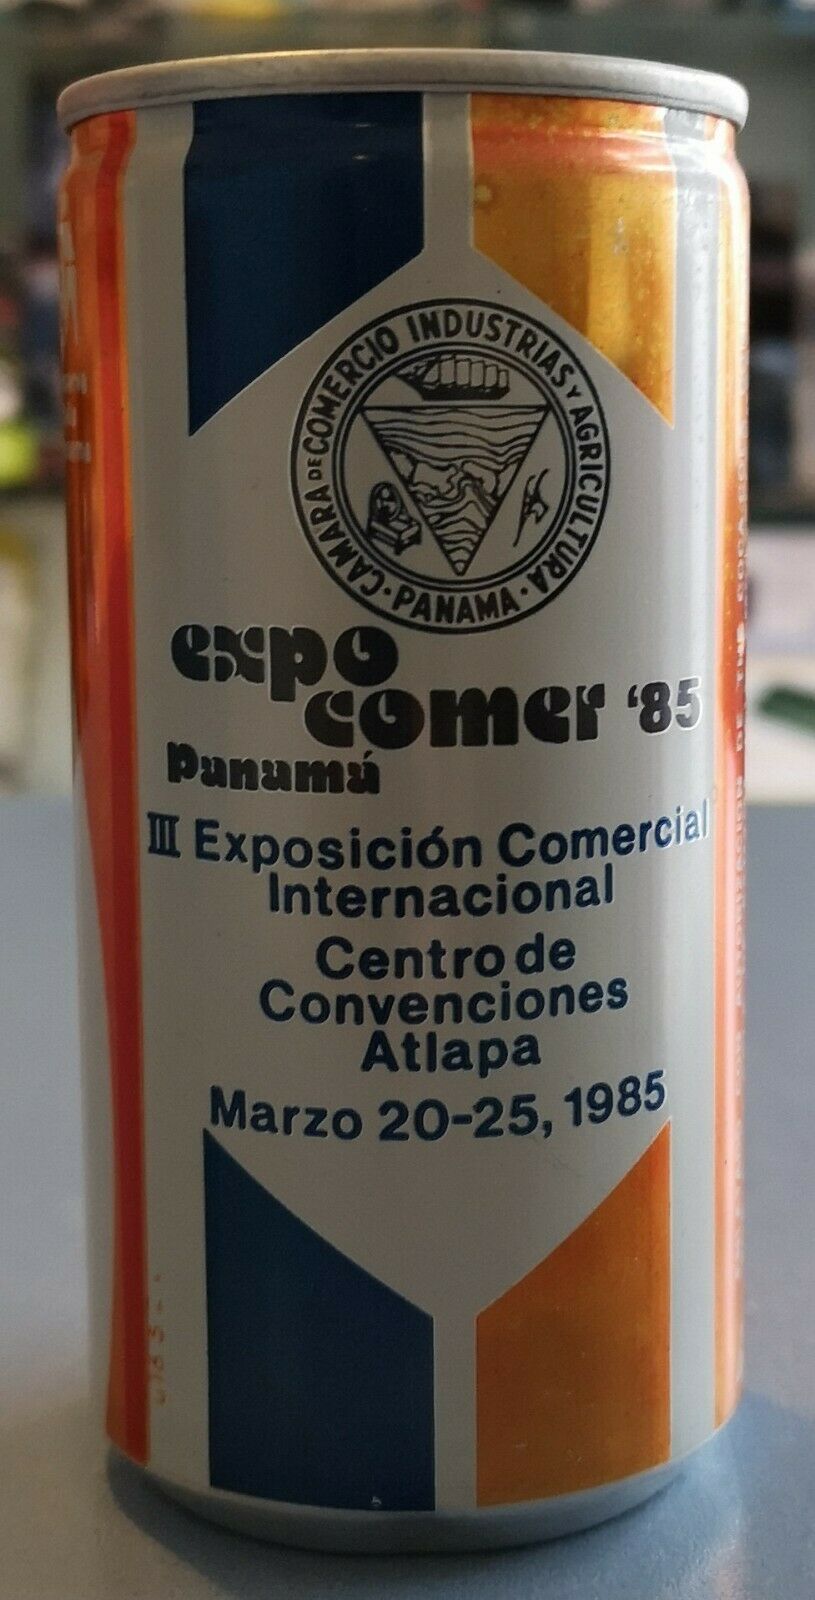 CAMARA DE COMERCIO INDUSTRIAS Y AGRICULTURA
· PANAMA ·
expo
comer '85
Panamá
III Exposición Comercial
Internacional
Centro de
Convenciones
Atlapa
Marzo 20-25, 1985